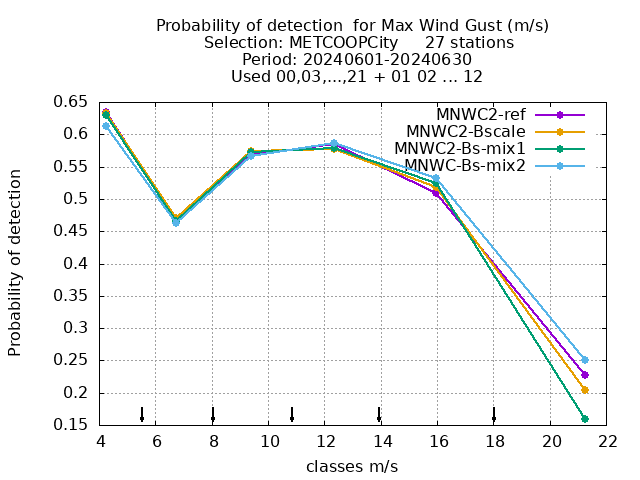 Probability of detection  for Max Wind Gust (m/s)
Selection: METCOOPCity     27 stations
Period: 20240601-20240630
Used 00,03,...,21 + 01 02 ... 12
MNWC2-ref
MNWC2-Bscale
MNWC2-Bs-mix1
MNWC-Bs-mix2
Probability of detection
0.65
0.6
0.55
0.5
0.45
0.4
0.35
0.3
0.25
0.2
0.15
4 6 8 10 12 14 16 18 20 22
classes m/s